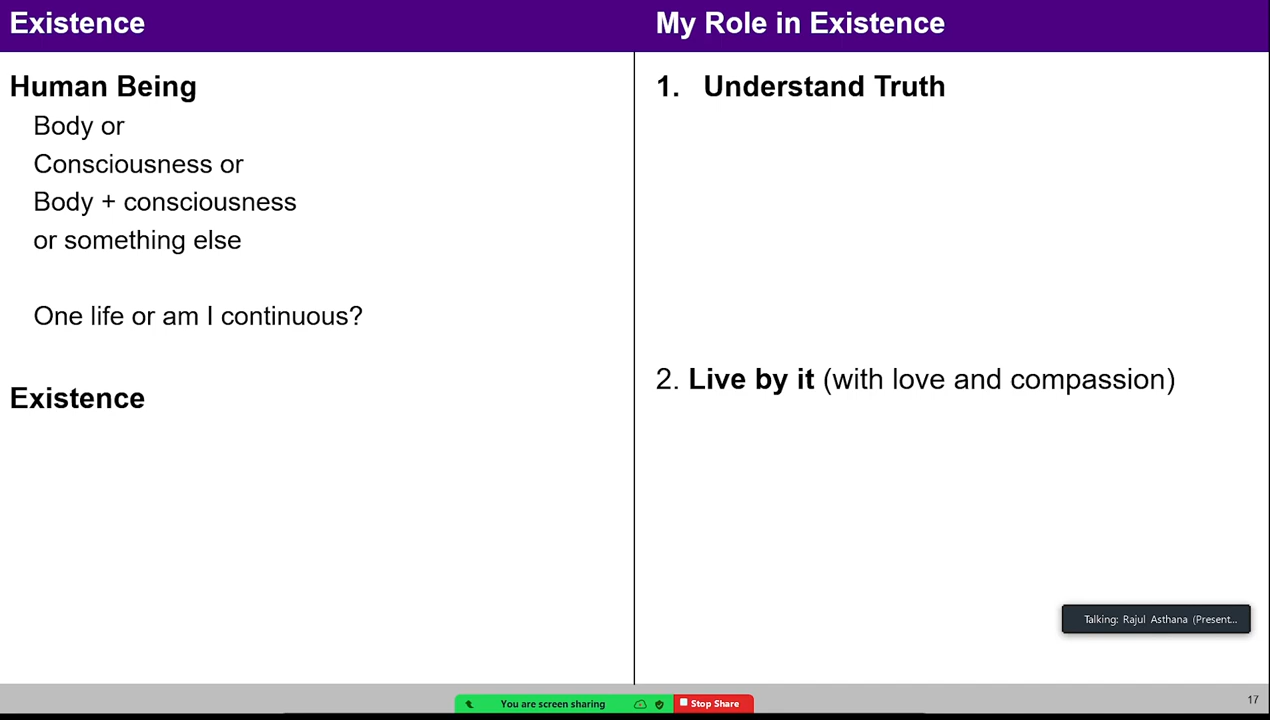 Existence
Human Being
Body or
Consciousness or
Body + consciousness
or something else
One life or am I continuous?
Existence
My Role in Existence
1. Understand Truth
2. Live by it (with love and compassion)
Talking: Rajul Asthana (Present...
17
You are screen sharing
Stop Share